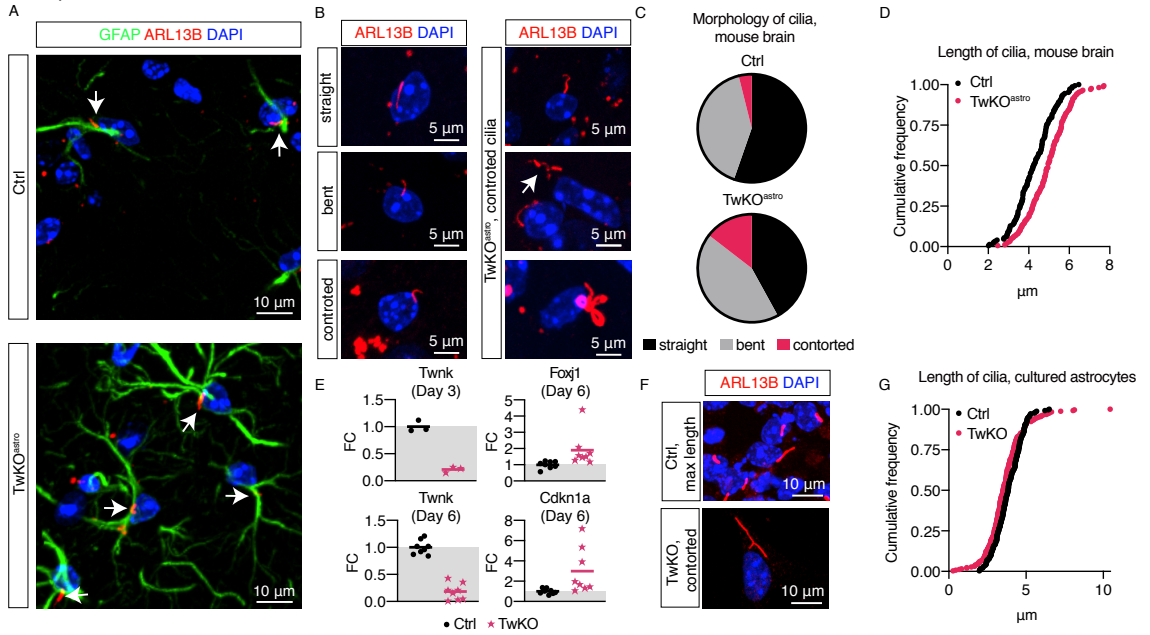 A
GFAP ARL13B DAPI
Ctrl
10 µm
TwKOastro
10 µm
B
ARL13B DAPI
ARL13B DAPI
straight
5 µm
5 µm
bent
5 µm
5 µm
controted
5 µm
5 µm
TwKOastro, controted cilia
C
Morphology of cilia,
mouse brain
Ctrl
TwKOastro
straight
bent
contorted
D
Length of cilia, mouse brain
Ctrl
TwKOastro
Cumulative frequency
1.00
0.75
0.50
0.25
0.00
0
2
4
6
8
µm
E
Twnk
(Day 3)
FC
1.5
1.0
0.5
0.0
Foxj1
(Day 6)
FC
5
4
3
2
1
0
Twnk
(Day 6)
FC
1.5
1.0
0.5
0.0
Cdkn1a
(Day 6)
FC
8
6
4
2
0
Ctrl
TwKO
F
ARL13B DAPI
Ctrl,
max length
10 µm
TwKO,
contorted
10 µm
G
Length of cilia, cultured astrocytes
Ctrl
TwKO
Cumulative frequency
1.00
0.75
0.50
0.25
0.00
0
5
10
µm